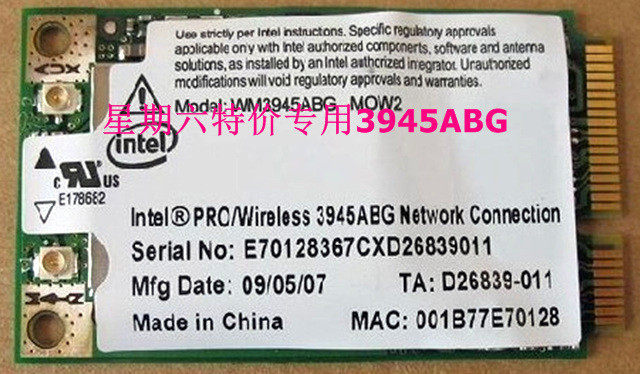 Use strictly per Intel instructions. Specific regulatory approvals
applicable only with Intel authorized components, software and antenna
solutions, as installed by an Intel authorized integrator. Unauthorized
modifications will void regulatory approvals and warranties.
Model: WM3945ABG MOW2
星期六特价专用3945ABG
intel
c UL US
E178682
Intel® PRO/Wireless 3945ABG Network Connection
Serial No: E70128367CXD26839011
Mfg Date: 09/05/07 TA: D26839-011
Made in China MAC: 001B77E70128